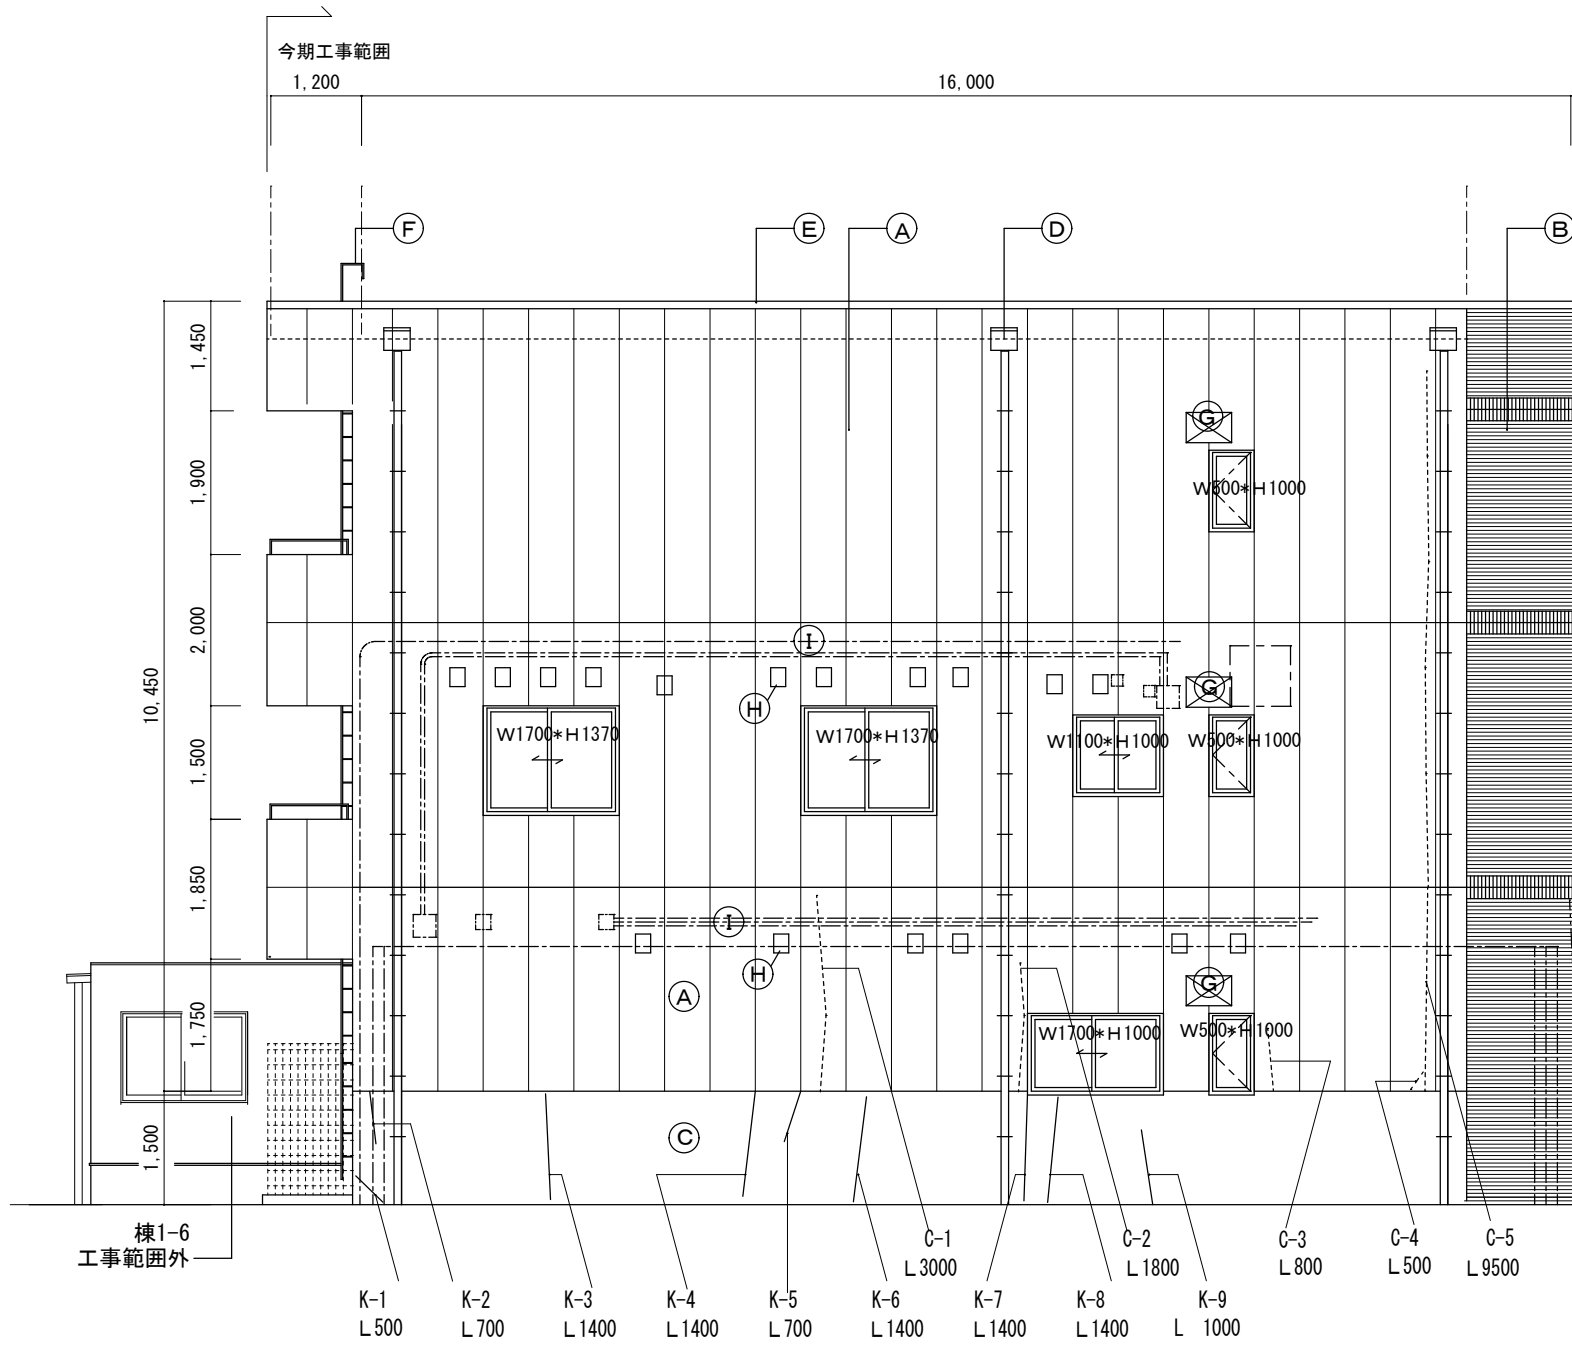 今期工事範囲
1,200
16,000
F
E
A
D
B
1,450
1,900
2,000
10,450
1,500
1,850
1,750
1,500
G
W500*H1000
I
G
H
W1700*H1370
W1700*H1370
W1100*H1000
W500*H1000
I
H
A
G
W1700*H1000
W500*H1000
C
棟1-6
工事範囲外
C-1
L3000
C-2
L1800
C-3
L800
C-4
L500
C-5
L9500
K-1
L500
K-2
L700
K-3
L1400
K-4
L1400
K-5
L700
K-6
L1400
K-7
L1400
K-8
L1400
K-9
L 1000